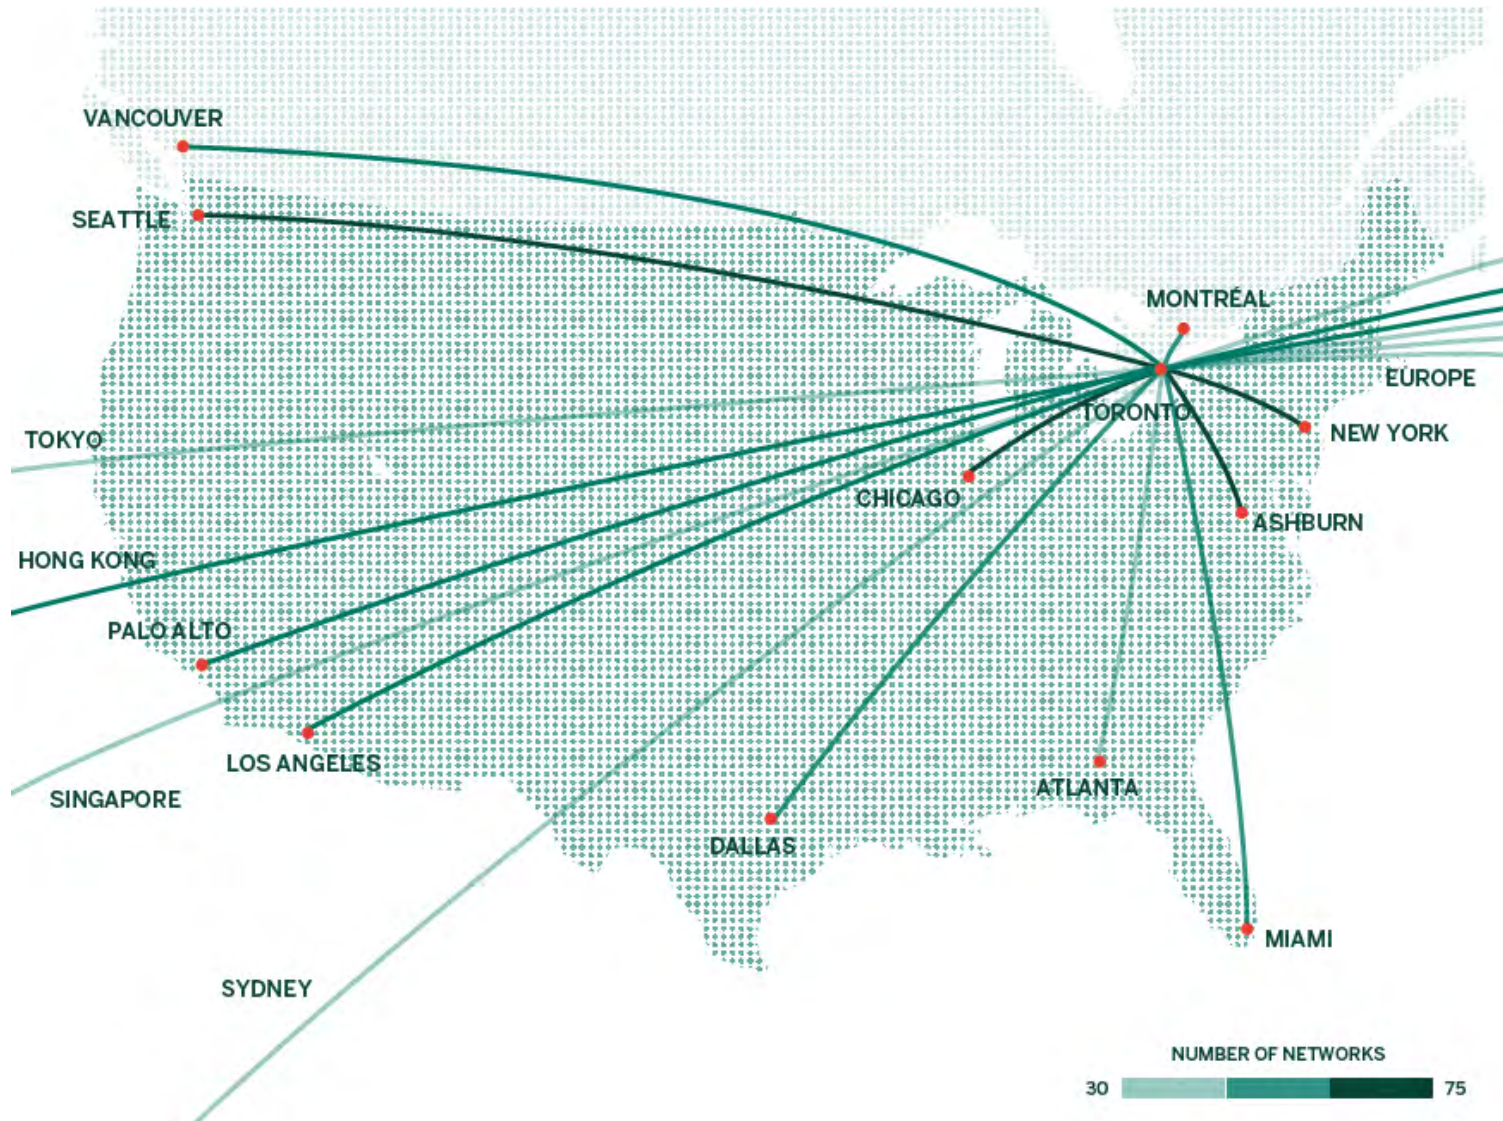 VANCOUVER
SEATTLE
MONTRÉAL
EUROPE
TORONTO
NEW YORK
TOKYO
CHICAGO
ASHBURN
HONG KONG
PALO ALTO
LOS ANGELES
SINGAPORE
ATLANTA
DALLAS
MIAMI
SYDNEY
NUMBER OF NETWORKS
30 75